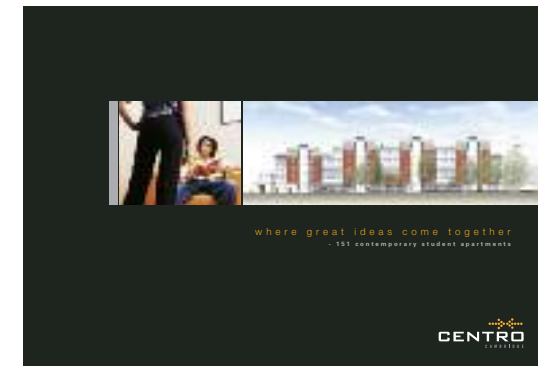 where great ideas come together
- 151 contemporary student apartments
CENTRO